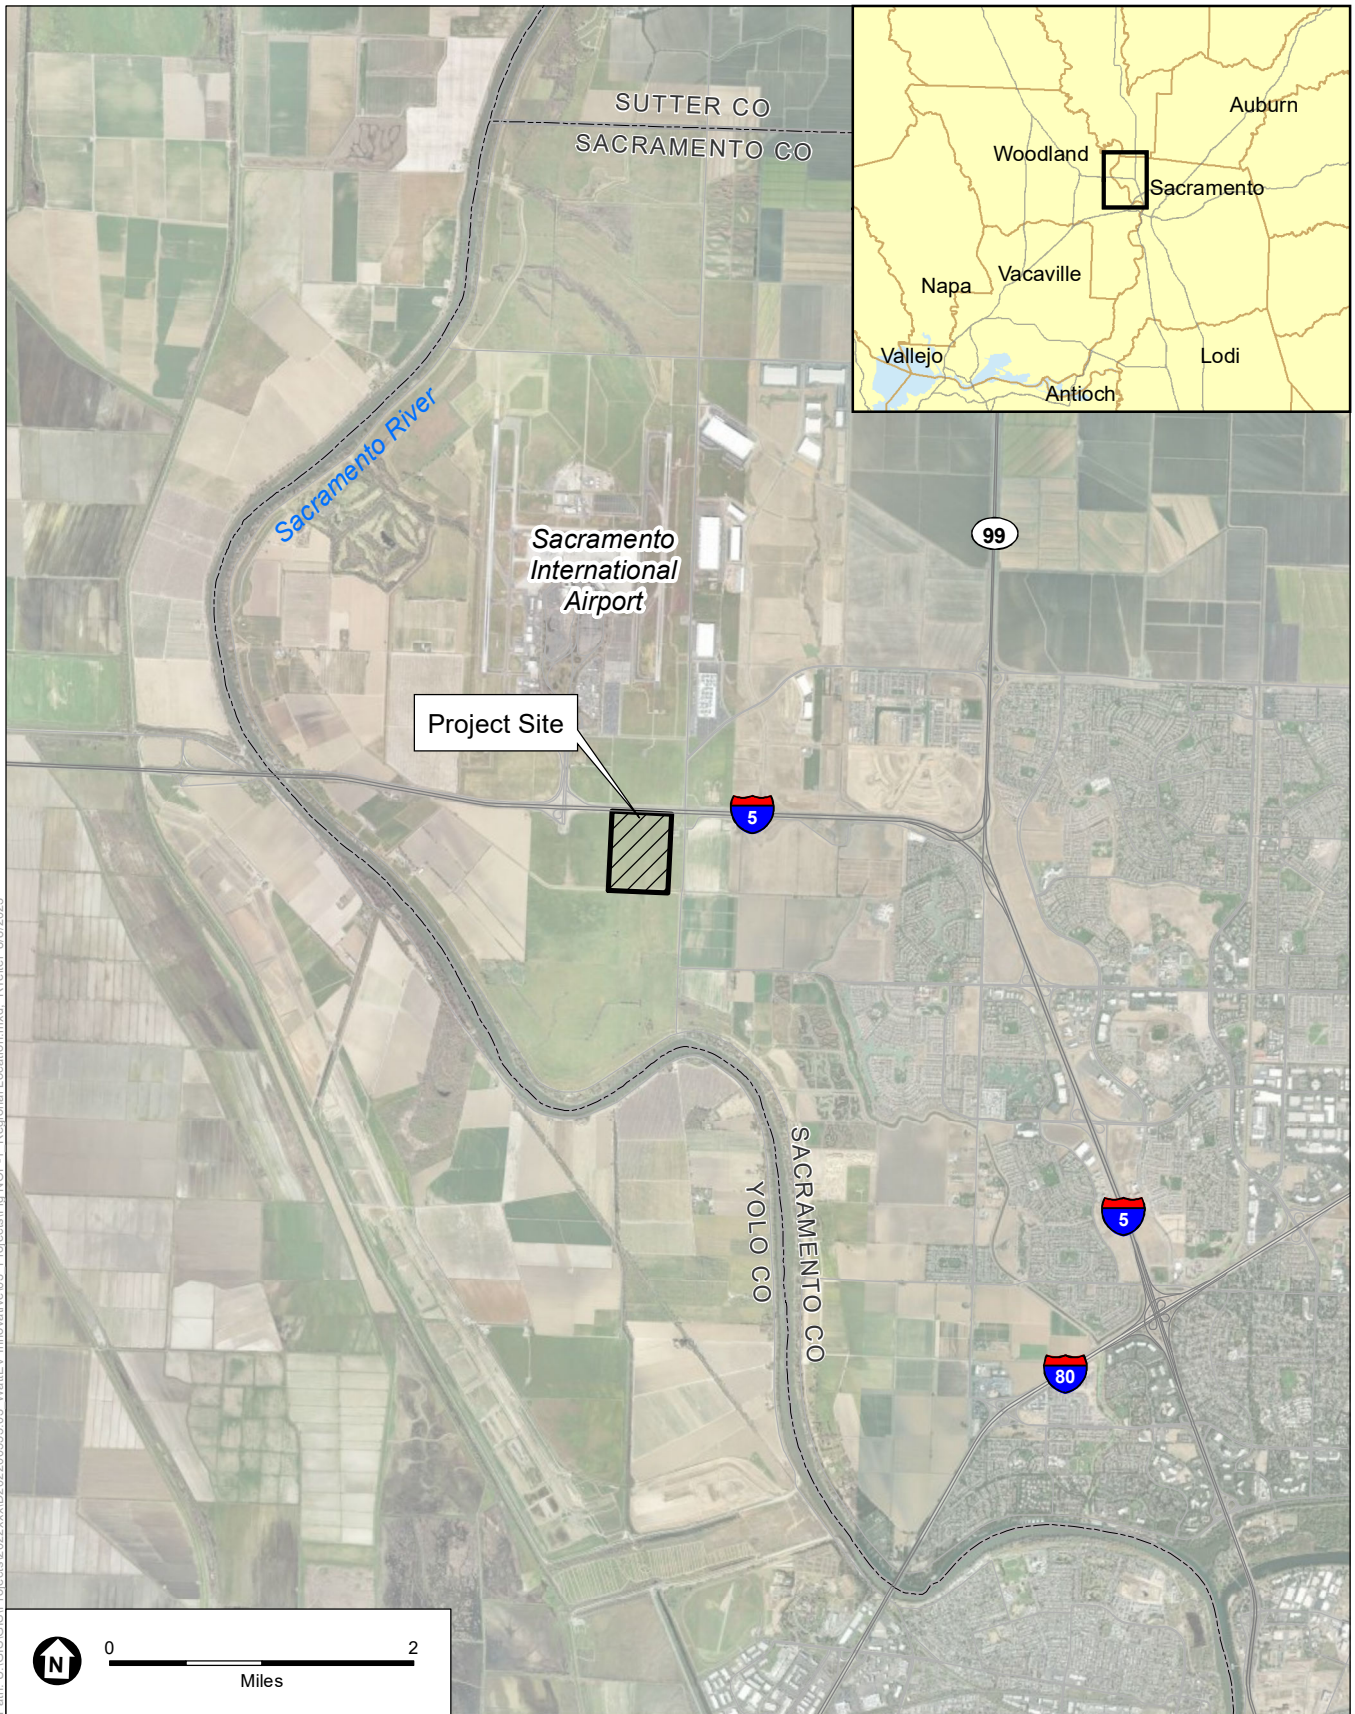 SUTTER CO
SACRAMENTO CO
Auburn
Woodland
Sacramento
Vacaville
Napa
Vallejo
Lodi
Antioch
Sacramento River
99
Sacramento
International
Airport
Project Site
5
SACRAMENTO CO
YOLO CO
5
80
N
0 2
Miles